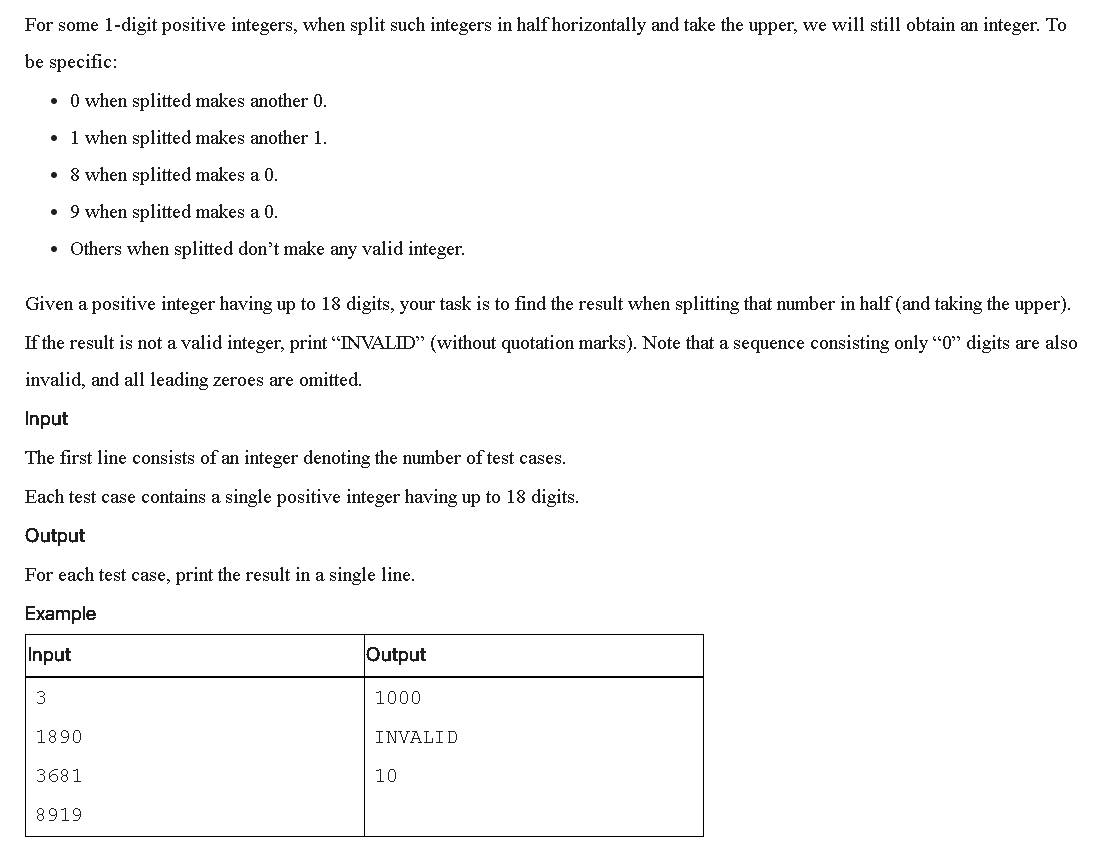 For some 1-digit positive integers, when split such integers in half horizontally and take the upper, we will still obtain an integer. To
be specific:
• 0 when splitted makes another 0.
• 1 when splitted makes another 1.
• 8 when splitted makes a 0.
• 9 when splitted makes a 0.
• Others when splitted don’t make any valid integer.
Given a positive integer having up to 18 digits, your task is to find the result when splitting that number in half (and taking the upper).
If the result is not a valid integer, print “INVALID” (without quotation marks). Note that a sequence consisting only “0” digits are also
invalid, and all leading zeroes are omitted.
Input
The first line consists of an integer denoting the number of test cases.
Each test case contains a single positive integer having up to 18 digits.
Output
For each test case, print the result in a single line.
Example
Input Output
3 1000
1890 INVALID
3681 10
8919